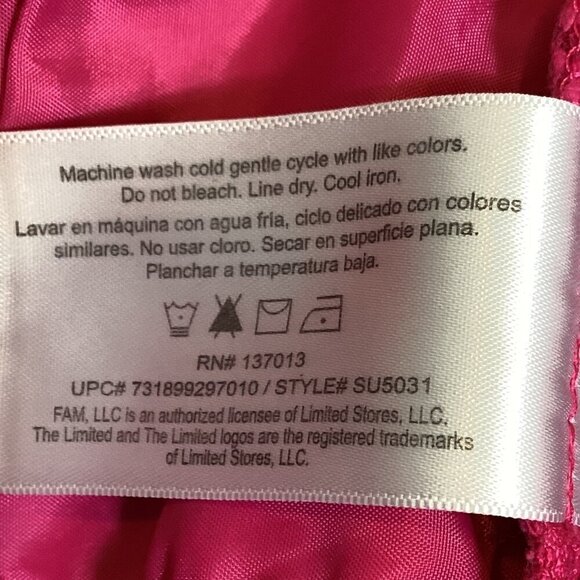 Machine wash cold gentle cycle with like colors.
Do not bleach. Line dry. Cool iron.
Lavar en máquina con agua fría, ciclo delicado con colores
similares. No usar cloro. Secar en superficie plana.
Planchar a temperatura baja.
RN# 137013
UPC# 731899297010 / STYLE# SU5031
FAM, LLC is an authorized licensee of Limited Stores, LLC.
The Limited and The Limited logos are the registered trademarks
of Limited Stores, LLC.